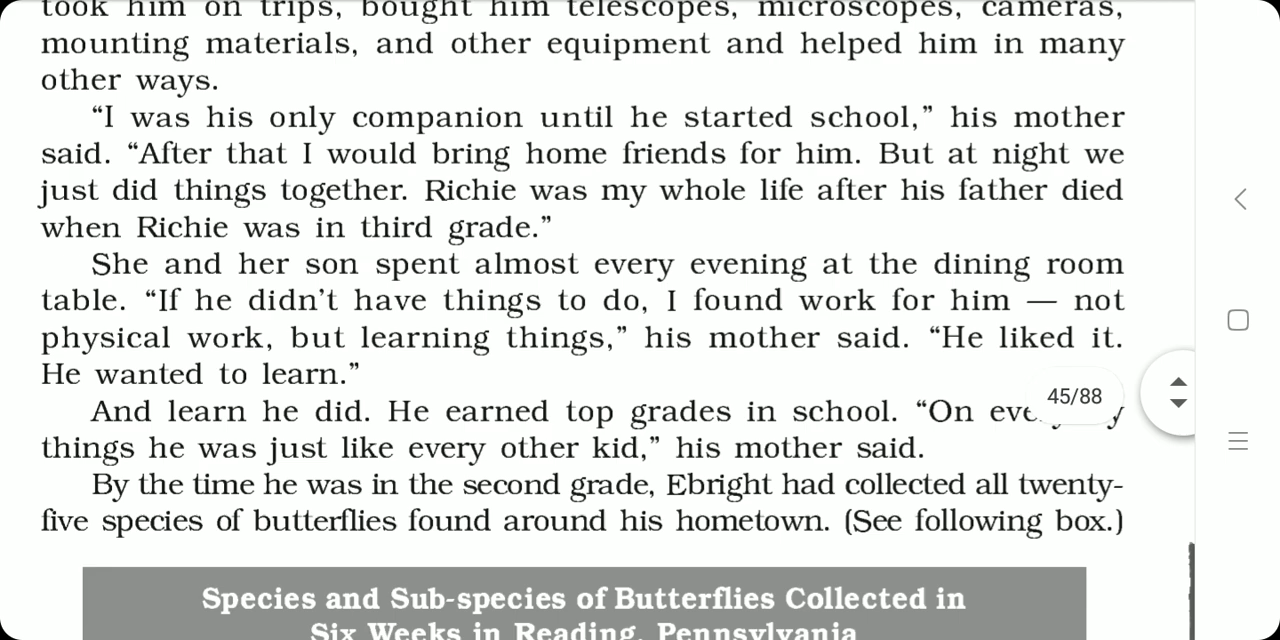 took him on trips, bought him telescopes, microscopes, cameras,
mounting materials, and other equipment and helped him in many
other ways.
“I was his only companion until he started school,” his mother
said. “After that I would bring home friends for him. But at night we
just did things together. Richie was my whole life after his father died
when Richie was in third grade.”
She and her son spent almost every evening at the dining room
table. “If he didn’t have things to do, I found work for him — not
physical work, but learning things,” his mother said. “He liked it.
He wanted to learn.”
And learn he did. He earned top grades in school. “On
things he was just like every other kid,” his mother said.
By the time he was in the second grade, Ebright had collected all twenty-
five species of butterflies found around his hometown. (See following box.)
45/88
Species and Sub-species of Butterflies Collected in
Six Weeks in Reading, Pennsylvania